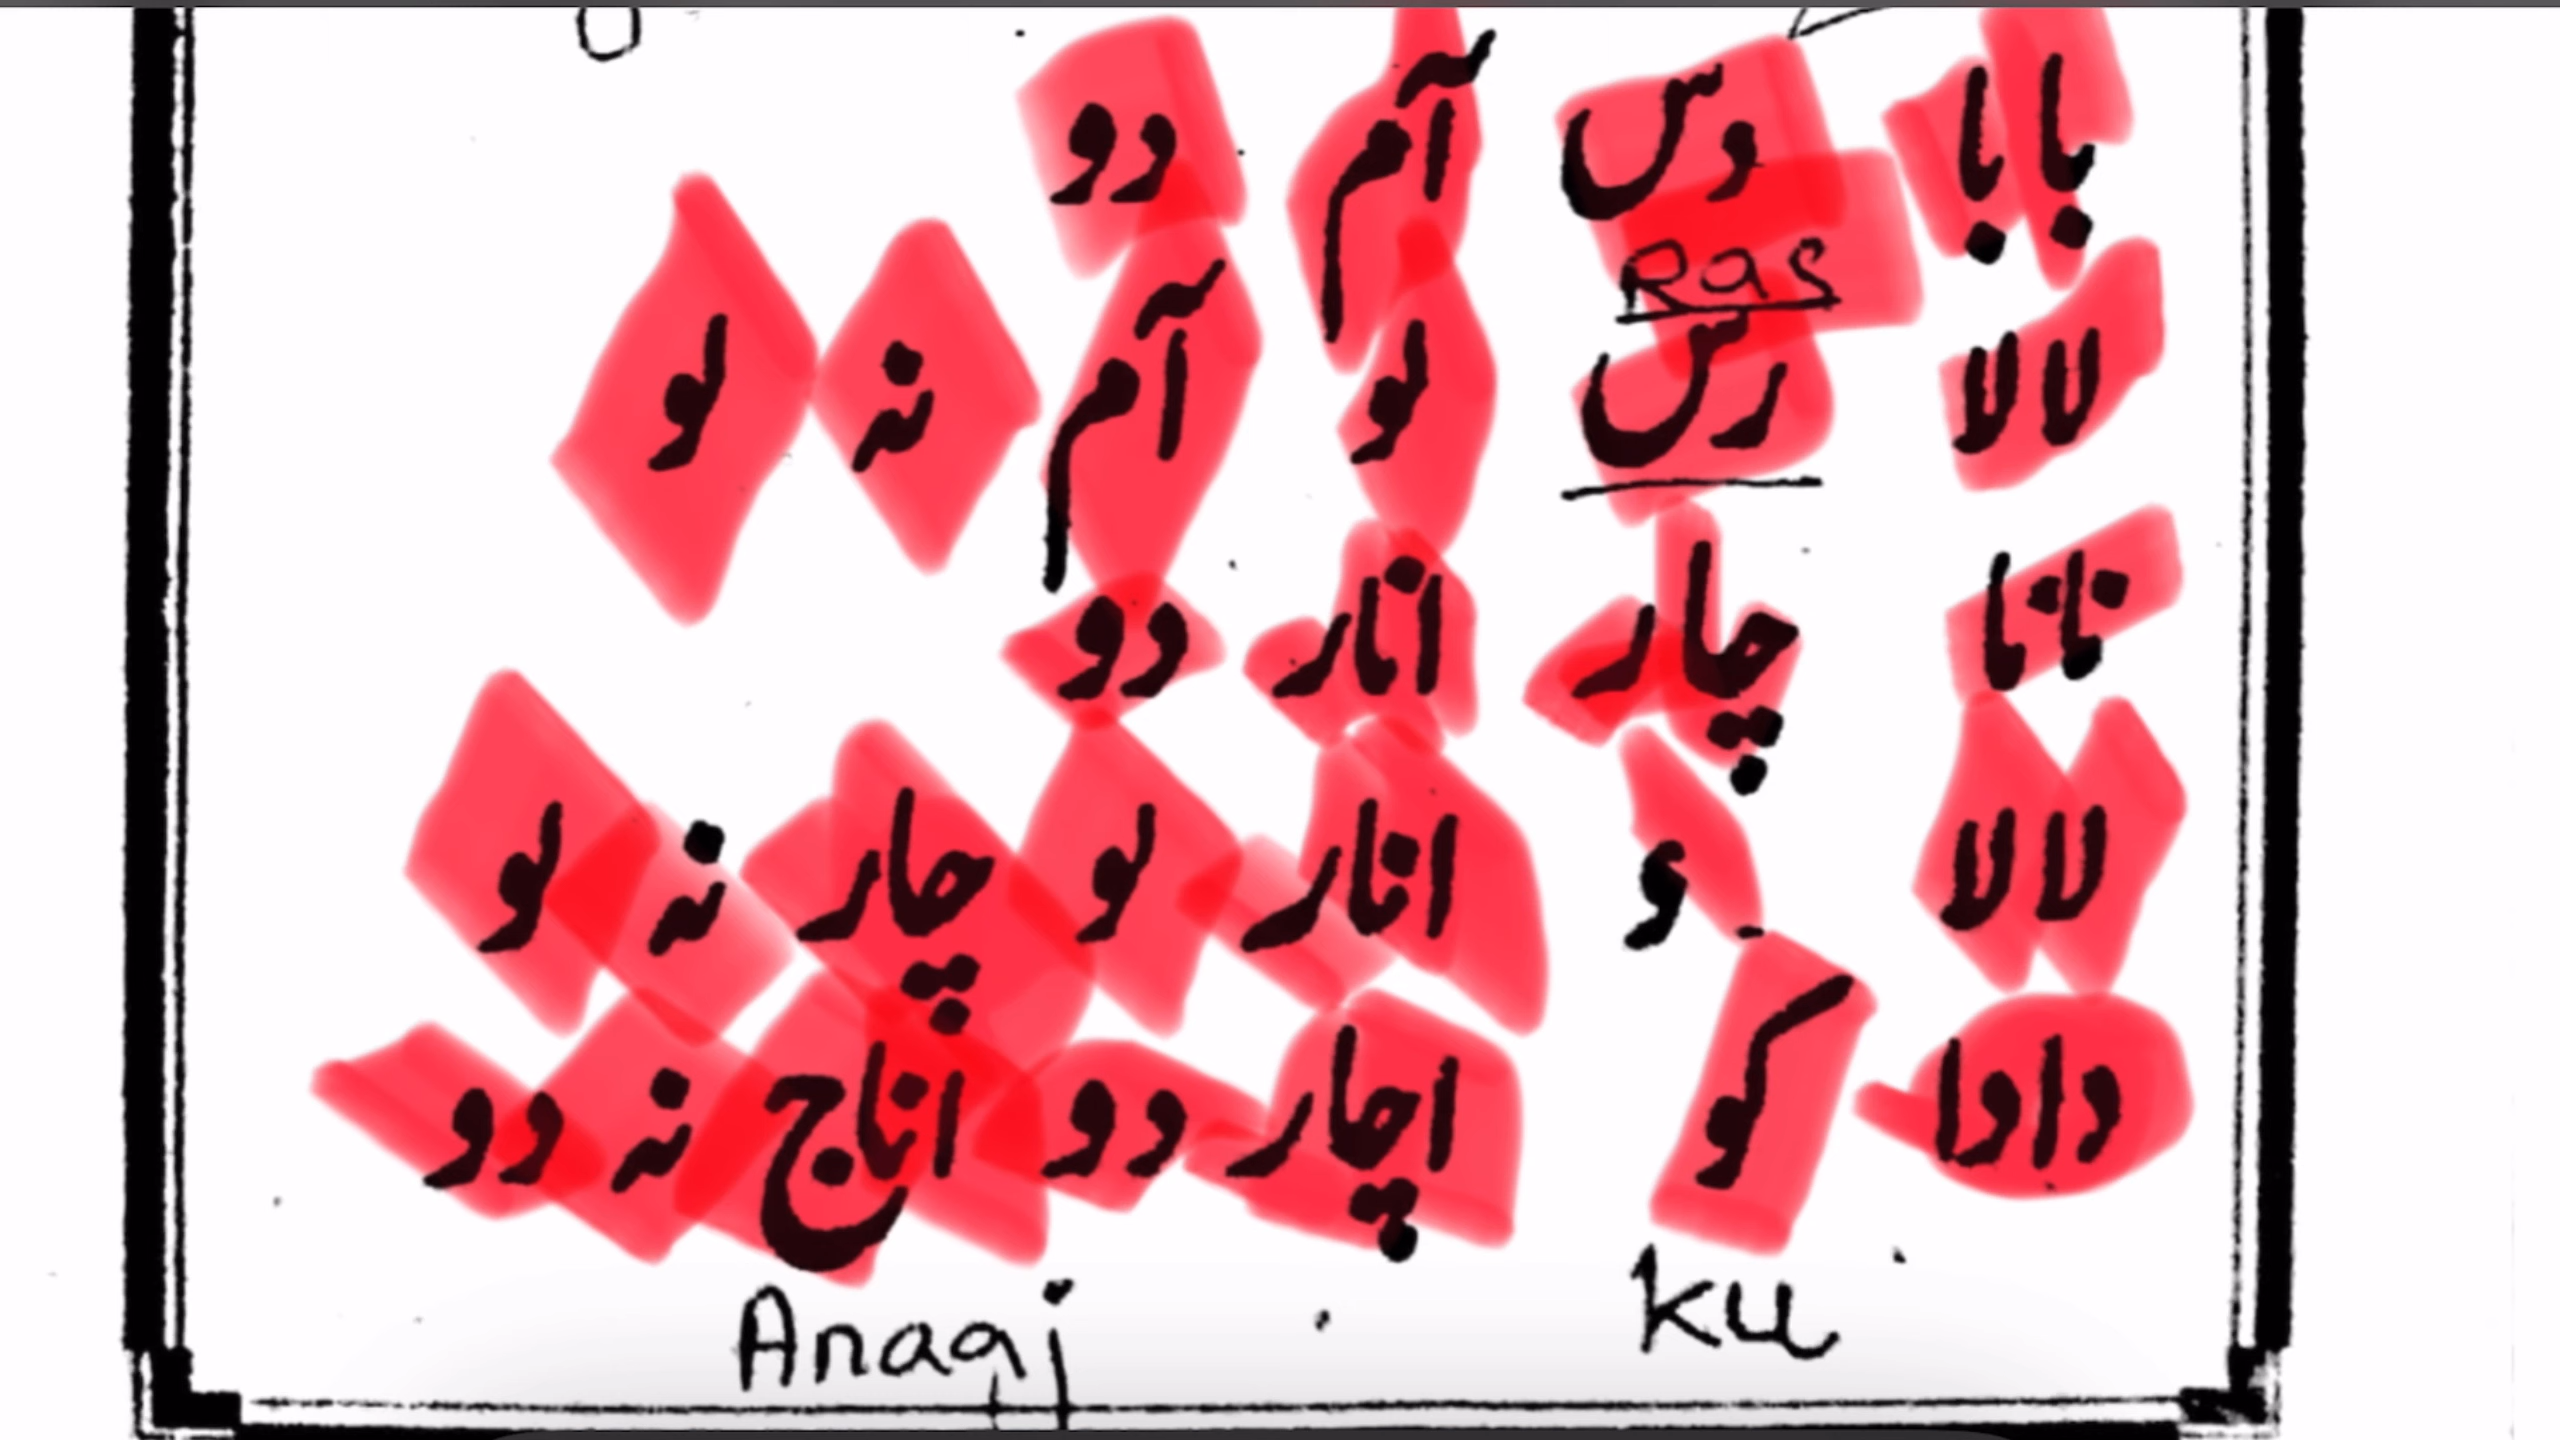 بابا دس آم دو
Ras
لالا رس لو آم نہ لو
نانا چار انار دو
لالا و انار لو چار نہ لو
دادا کو اچار دو اناج نہ دو
Ku
Anaaj